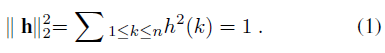 ‖ h‖₂²= ∑ 1≤k≤n h²(k) = 1 . (1)